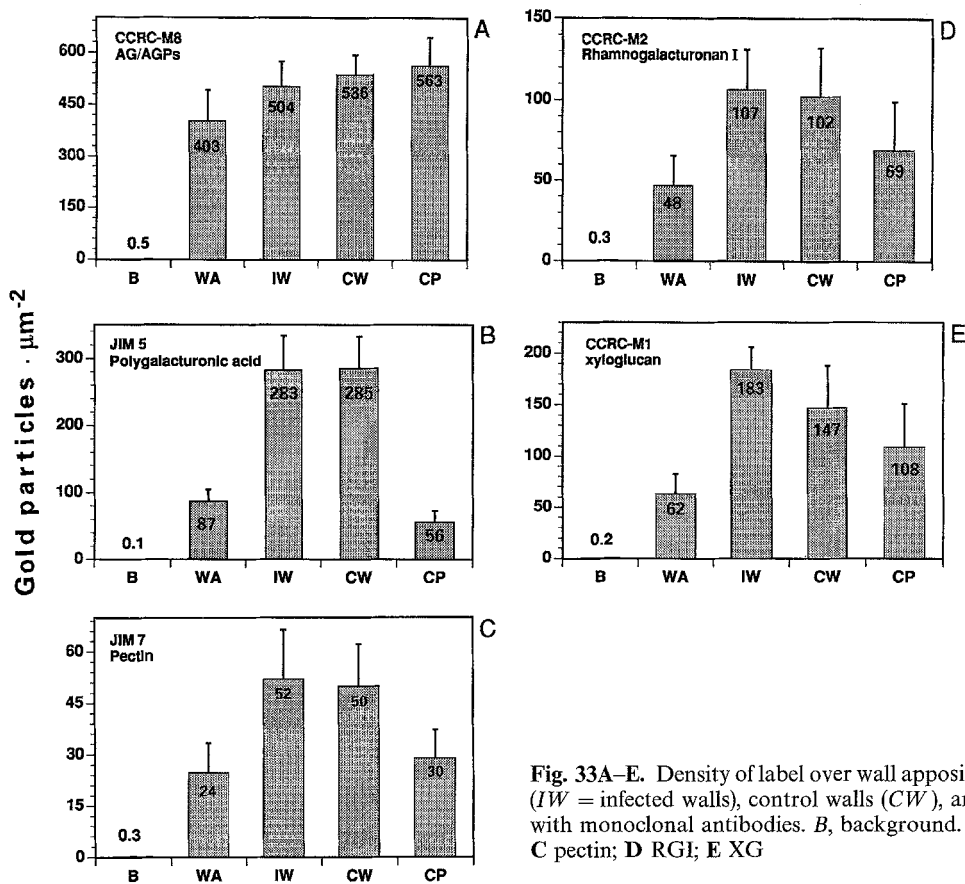 Gold particles · µm⁻²
A
CCRC-M8
AG/AGPs
600
450
300
150
0
0.5
403
504
536
563
B WA IW CW CP
B
JIM 5
Polygalacturonic acid
300
200
100
0
0.1
87
283
285
56
B WA IW CW CP
C
JIM 7
Pectin
60
45
30
15
0
0.3
24
52
50
30
B WA IW CW CP
D
CCRC-M2
Rhamnogalacturonan I
150
100
50
0
0.3
48
107
102
69
B WA IW CW CP
E
CCRC-M1
xyloglucan
200
150
100
50
0
0.2
62
183
147
108
B WA IW CW CP
Fig. 33A–E. Density of label over wall apposi
(IW = infected walls), control walls (CW), a
with monoclonal antibodies. B, background.
C pectin; D RGI; E XG